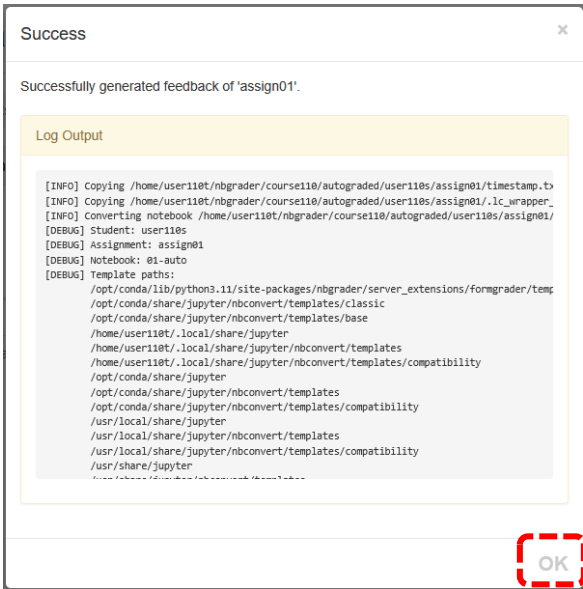 Success
×
Successfully generated feedback of 'assign01'.
Log Output
[INFO] Copying /home/user110t/nbgrader/course110/autograded/user110s/assign01/timestamp.tx
[INFO] Copying /home/user110t/nbgrader/course110/autograded/user110s/assign01/.lc_wrapper_
[INFO] Converting notebook /home/user110t/nbgrader/course110/autograded/user110s/assign01/
[DEBUG] Student: user110s
[DEBUG] Assignment: assign01
[DEBUG] Notebook: 01-auto
[DEBUG] Template paths:
/opt/conda/lib/python3.11/site-packages/nbgrader/server_extensions/formgrader/temp
/opt/conda/share/jupyter/nbconvert/templates/classic
/opt/conda/share/jupyter/nbconvert/templates/base
/home/user110t/.local/share/jupyter
/home/user110t/.local/share/jupyter/nbconvert/templates
/home/user110t/.local/share/jupyter/nbconvert/templates/compatibility
/opt/conda/share/jupyter
/opt/conda/share/jupyter/nbconvert/templates
/opt/conda/share/jupyter/nbconvert/templates/compatibility
/usr/local/share/jupyter
/usr/local/share/jupyter/nbconvert/templates
/usr/local/share/jupyter/nbconvert/templates/compatibility
/usr/share/jupyter
OK